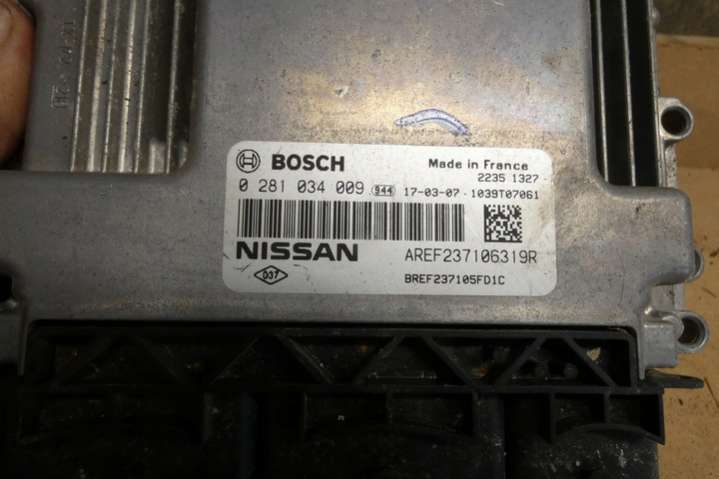 BOSCH
Made in France
2235 1327
0 281 034 009 944 17-03-07 1039T07061
NISSAN
AREF237106319R
037
BREF237105FD1C